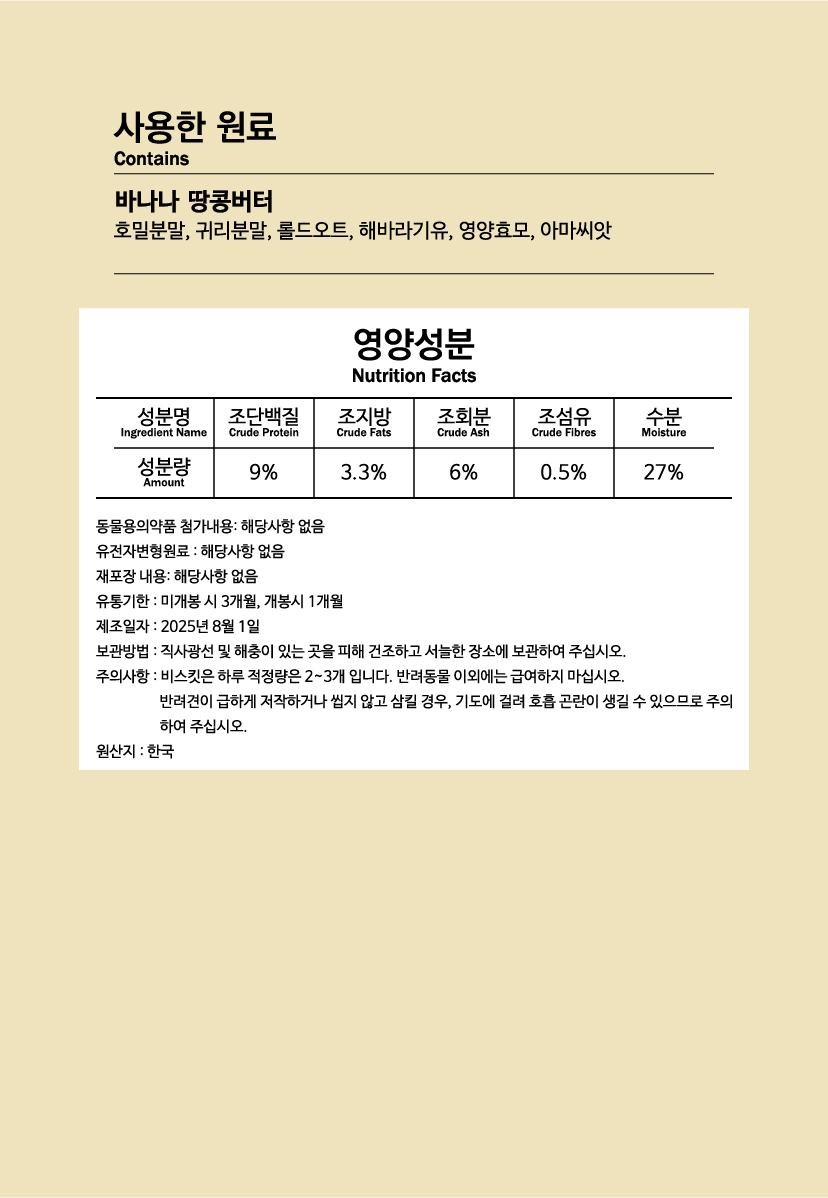 사용한 원료
Contains
바나나 땅콩버터
호밀분말, 귀리분말, 롤드오트, 해바라기유, 영양효모, 아마씨앗
영양성분
Nutrition Facts
성분명 조단백질 조지방 조회분 조섬유 수분
Ingredient Name Crude Protein Crude Fats Crude Ash Crude Fibres Moisture
성분량 9% 3.3% 6% 0.5% 27%
Amount
동물용의약품 첨가내용: 해당사항 없음
유전자변형원료 : 해당사항 없음
재포장 내용: 해당사항 없음
유통기한 : 미개봉 시 3개월, 개봉시 1개월
제조일자 : 2025년 8월 1일
보관방법 : 직사광선 및 해충이 있는 곳을 피해 건조하고 서늘한 장소에 보관하여 주십시오.
주의사항 : 비스킷은 하루 적정량은 2~3개 입니다. 반려동물 이외에는 급여하지 마십시오.
반려견이 급하게 저작하거나 씹지 않고 삼킬 경우, 기도에 걸려 호흡 곤란이 생길 수 있으므로 주의
하여 주십시오.
원산지 : 한국